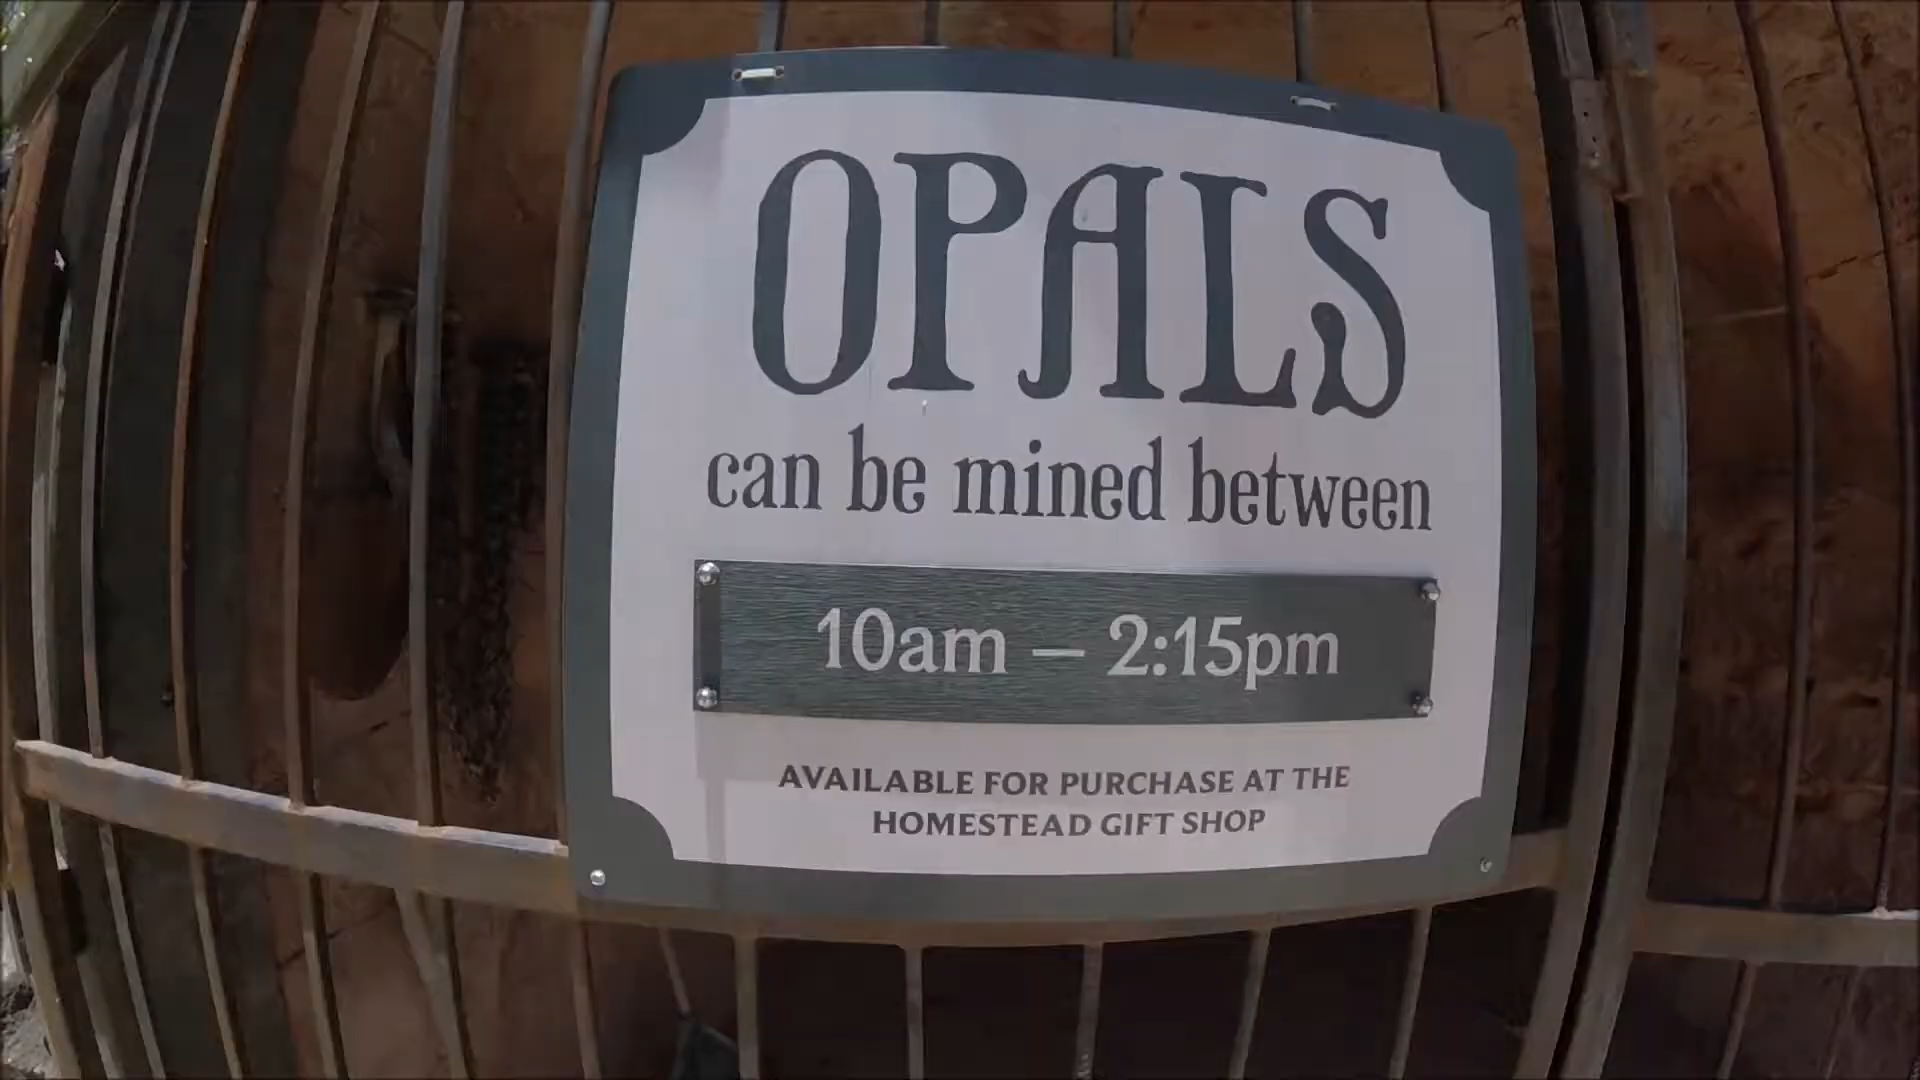 OPALS
can be mined between
10am – 2:15pm
AVAILABLE FOR PURCHASE AT THE
HOMESTEAD GIFT SHOP